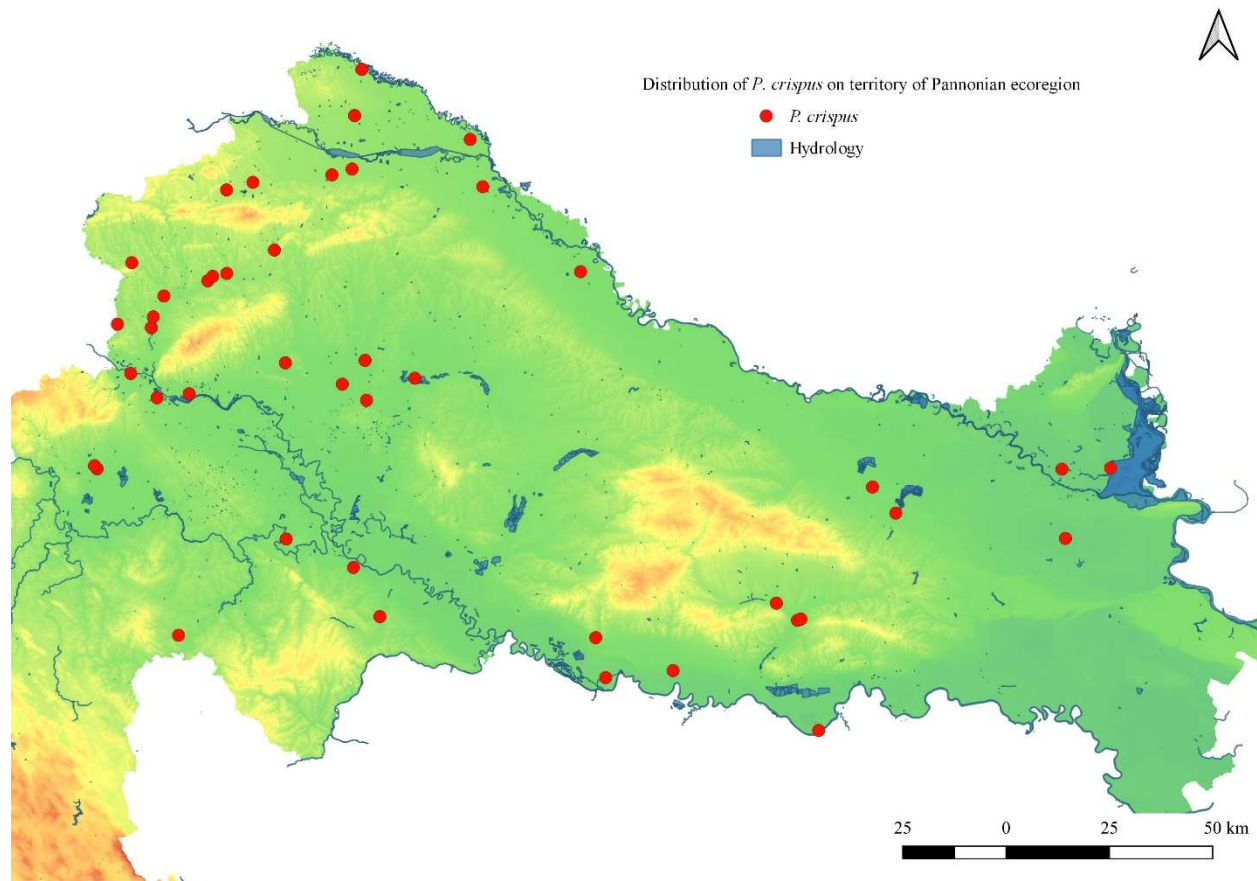 Distribution of P. crispus on territory of Pannonian ecoregion
P. crispus
Hydrology
25 0 25 50 km